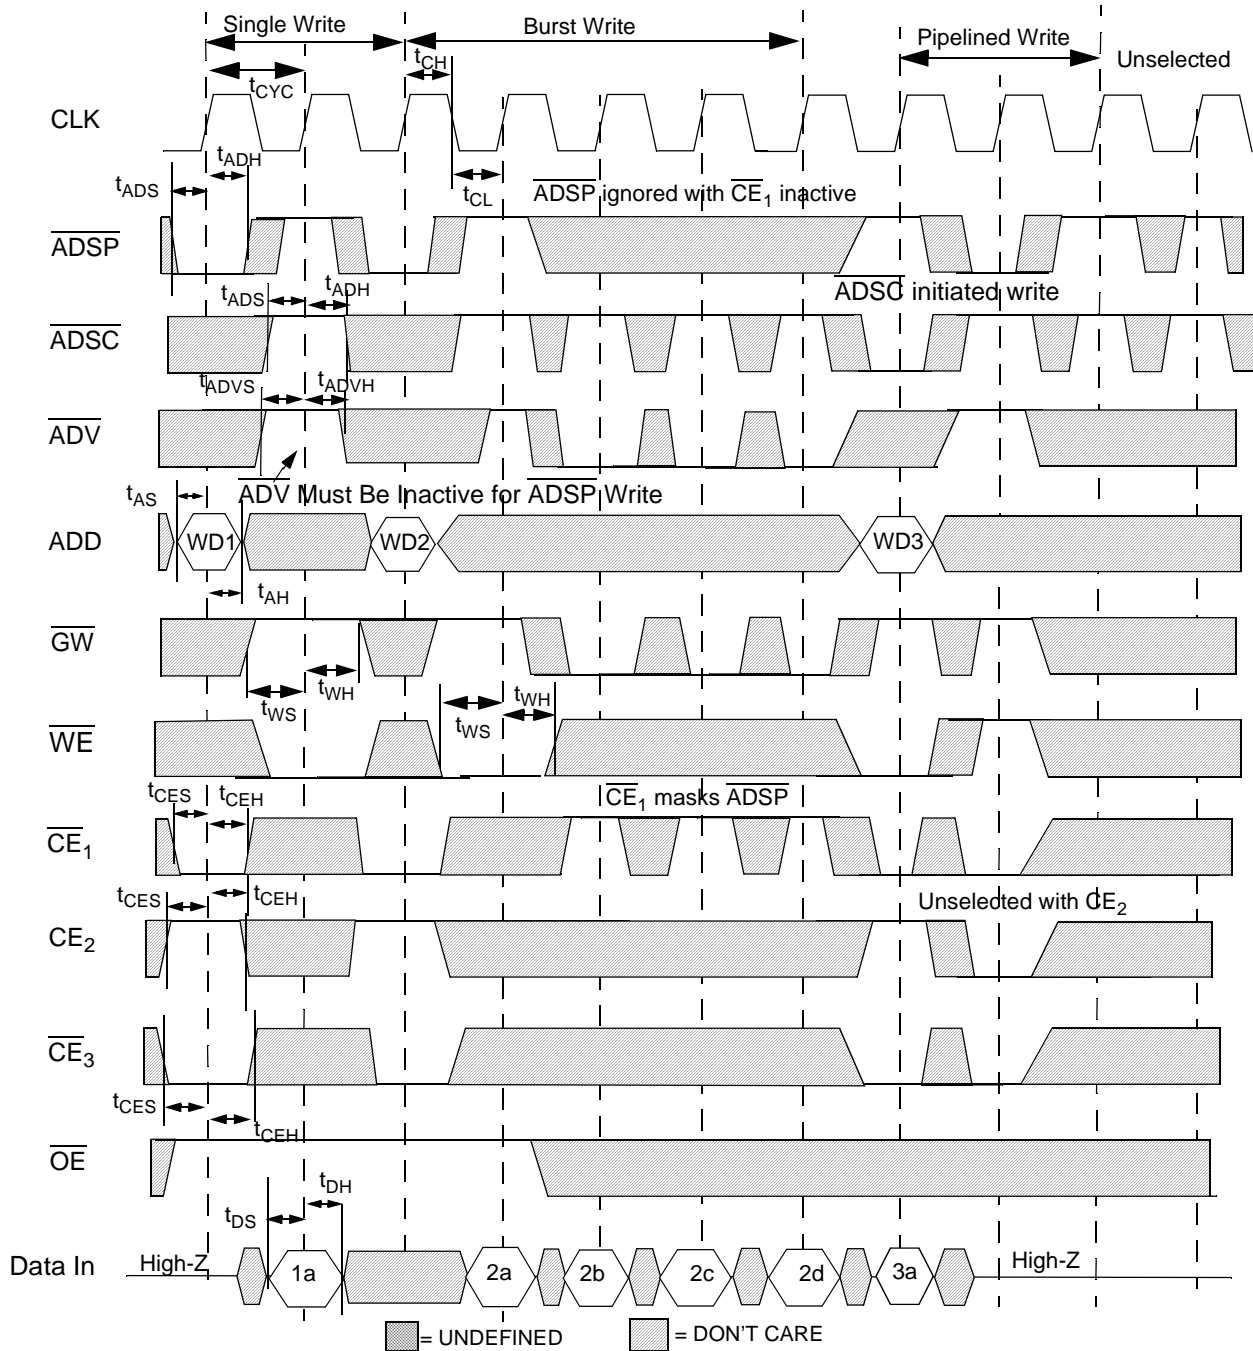 Single Write
Burst Write
Pipelined Write
Unselected
tCH
tCYC
CLK
tADH
tADS
tCL
ADSP ignored with CE1 inactive
ADSP
tADS
tADH
ADSC initiated write
ADSC
tADVS
tADVH
ADV
ADV Must Be Inactive for ADSP Write
tAS
ADD
WD1
WD2
WD3
tAH
GW
tWS
tWH
tWS
tWH
WE
CE1 masks ADSP
tCES
tCEH
CE1
tCES
tCEH
Unselected with CE2
CE2
CE3
tCES
tCEH
OE
tDH
tDS
Data In
High-Z
1a
2a
2b
2c
2d
3a
High-Z
= UNDEFINED
= DON'T CARE